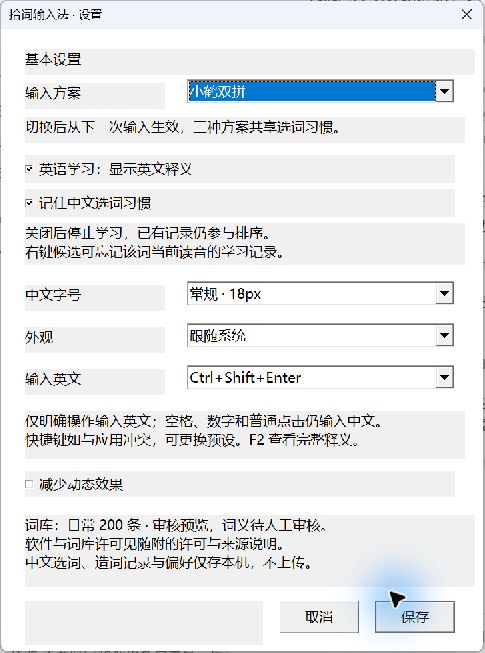 拾词输入法 · 设置
基本设置
输入方案
小鹤双拼
切换后从下一次输入生效，三种方案共享选词习惯。
英语学习：显示英文释义
记住中文选词习惯
关闭后停止学习，已有记录仍参与排序。
右键候选可忘记该词当前读音的学习记录。
中文字号
常规 · 18px
外观
跟随系统
输入英文
Ctrl+Shift+Enter
仅明确操作输入英文；空格、数字和普通点击仍输入中文。
快捷键如与应用冲突，可更换预设。F2 查看完整释义。
减少动态效果
词库：日常 200 条 · 审核预览，词义待人工审核。
软件与词库许可见随附的许可与来源说明。
中文选词、造词记录与偏好仅存本机，不上传。
取消
保存